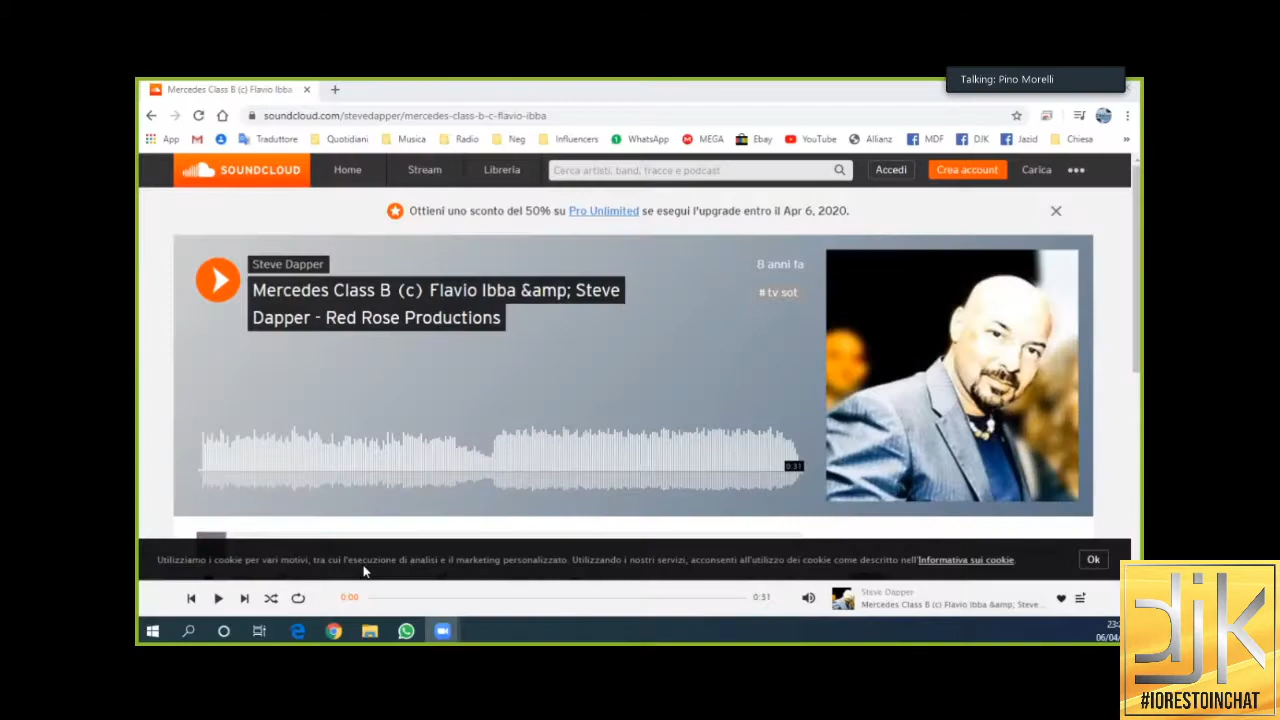 Talking: Pino Morelli
Mercedes Class B (c) Flavio Ibba
soundcloud.com/stevedapper/mercedes-class-b-c-flavio-ibba
App Traduttore Quotidiani Musica Radio Neg Influencers WhatsApp MEGA Ebay YouTube Allianz MDF DJK Jazid Chiesa »
SOUNDCLOUD Home Stream Libreria Cerca artisti, band, tracce e podcast Accedi Crea account Carica
Ottieni uno sconto del 50% su Pro Unlimited se esegui l'upgrade entro il Apr 6, 2020.
Steve Dapper 8 anni fa
Mercedes Class B (c) Flavio Ibba &amp; Steve # tv sot
Dapper - Red Rose Productions
0:31
Utilizziamo i cookie per vari motivi, tra cui l'esecuzione di analisi e il marketing personalizzato. Utilizzando i nostri servizi, acconsenti all'utilizzo dei cookie come descritto nell'Informativa sui cookie. Ok
0:00 0:31 Steve Dapper
Mercedes Class B (c) Flavio Ibba &amp; Steve...
23:
06/04/
djk
#IORESTOINCHAT